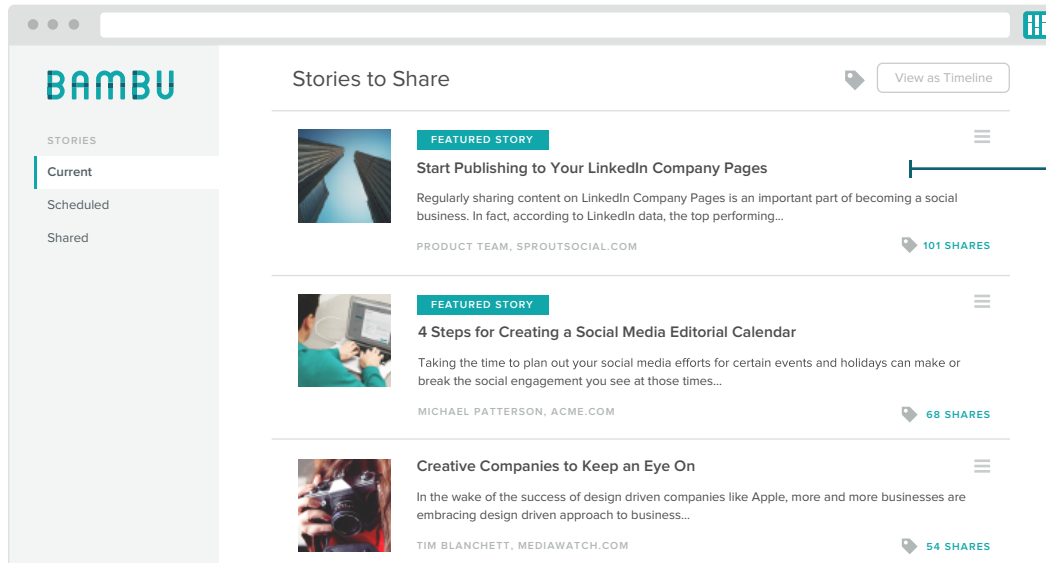 BAMBU
STORIES
Current
Scheduled
Shared
Stories to Share
View as Timeline
FEATURED STORY
Start Publishing to Your LinkedIn Company Pages
Regularly sharing content on LinkedIn Company Pages is an important part of becoming a social
business. In fact, according to LinkedIn data, the top performing...
PRODUCT TEAM, SPROUTSOCIAL.COM
101 SHARES
FEATURED STORY
4 Steps for Creating a Social Media Editorial Calendar
Taking the time to plan out your social media efforts for certain events and holidays can make or
break the social engagement you see at those times...
MICHAEL PATTERSON, ACME.COM
68 SHARES
Creative Companies to Keep an Eye On
In the wake of the success of design driven companies like Apple, more and more businesses are
embracing design driven approach to business...
TIM BLANCHETT, MEDIAWATCH.COM
54 SHARES